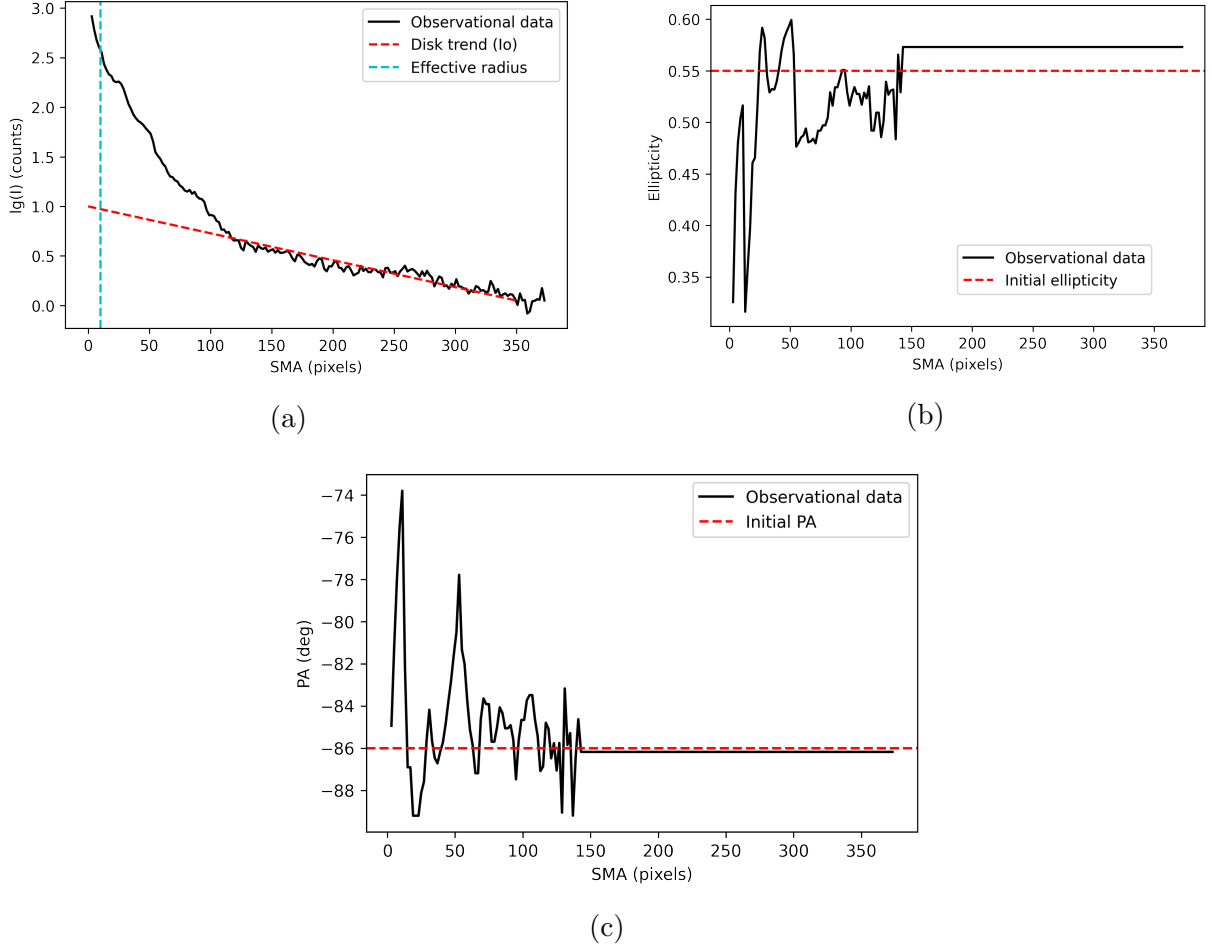 3.0
2.5
2.0
1.5
1.0
0.5
0.0
lg(I) (counts)
0 50 100 150 200 250 300 350
SMA (pixels)
Observational data
Disk trend (Io)
Effective radius
(a)
0.60
0.55
0.50
0.45
0.40
0.35
Ellipticity
0 50 100 150 200 250 300 350
SMA (pixels)
Observational data
Initial ellipticity
(b)
−74
−76
−78
−80
−82
−84
−86
−88
PA (deg)
0 50 100 150 200 250 300 350
SMA (pixels)
Observational data
Initial PA
(c)